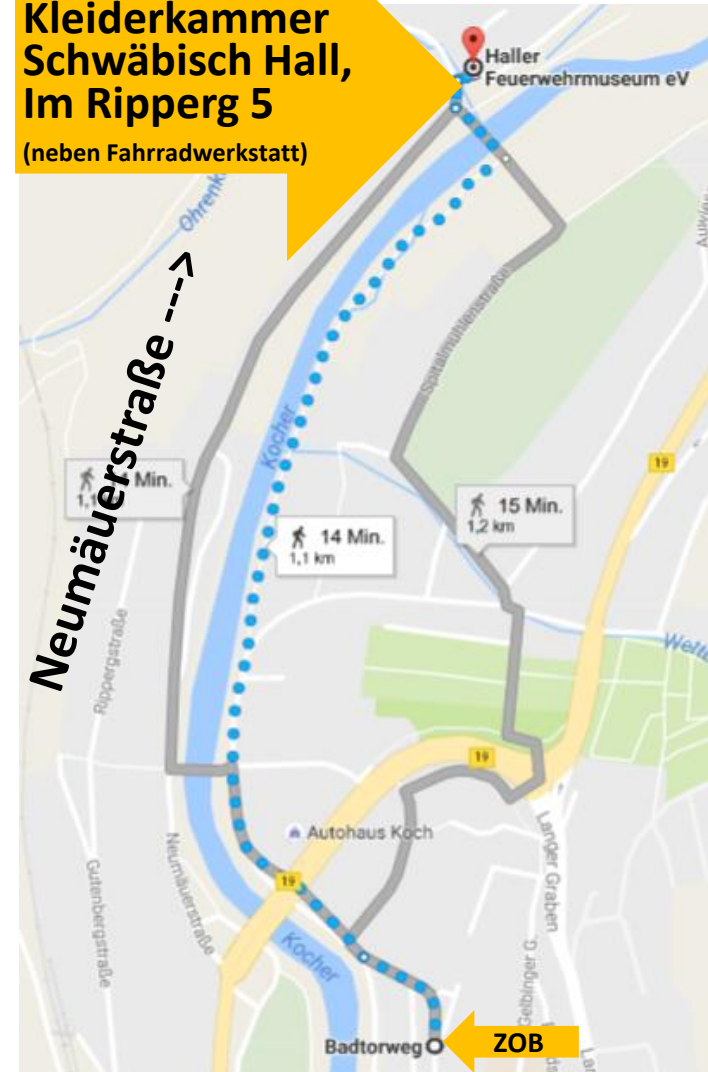 Kleiderkammer
Schwäbisch Hall,
Im Ripperg 5
(neben Fahrradwerkstatt)
Haller
Feuerwehrmuseum eV
Neumäuerstraße --->
Spitalmühlenstraße
Kocher
19
Min.
14 Min.
1,1 km
15 Min.
1,2 km
Rippergstraße
19
Autohaus Koch
19
Neumäuerstraße
Gutenbergstraße
Kocher
Langer Graben
Gelbinger G.
Badtorweg
ZOB